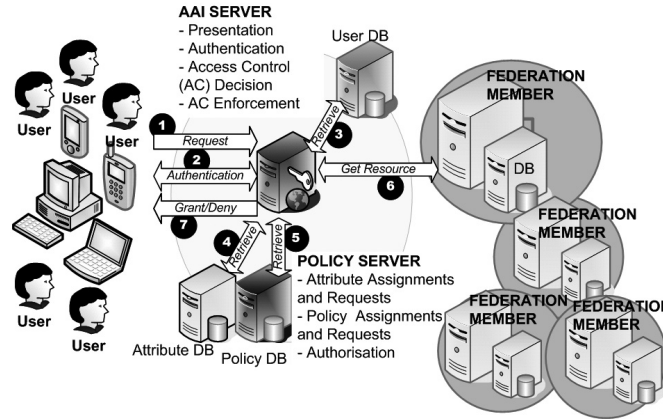 AAI SERVER
- Presentation
- Authentication
- Access Control
(AC) Decision
- AC Enforcement
User DB
User
User
User
1
Request
2
Authentication
Grant/Deny
7
Retrieve
3
Get Resource
6
FEDERATION
MEMBER
DB
4
Retrieve
5
Retrieve
POLICY SERVER
- Attribute Assignments
and Requests
- Policy Assignments
and Requests
- Authorisation
Attribute DB
Policy DB
User
User
FEDERATION
MEMBER
FEDERATION
MEMBER
FEDERATION
MEMBER